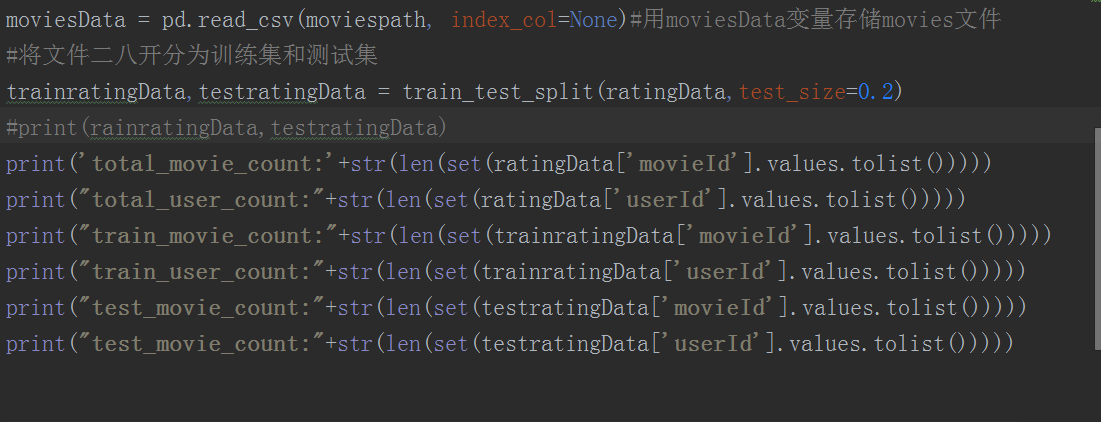 moviesData = pd.read_csv(moviespath, index_col=None)#用moviesData变量存储movies文件
#将文件二八开分为训练集和测试集
trainratingData,testratingData = train_test_split(ratingData,test_size=0.2)
#print(rainratingData,testratingData)
print('total_movie_count:'+str(len(set(ratingData['movieId'].values.tolist()))))
print("total_user_count:"+str(len(set(ratingData['userId'].values.tolist()))))
print("train_movie_count:"+str(len(set(trainratingData['movieId'].values.tolist()))))
print("train_user_count:"+str(len(set(trainratingData['userId'].values.tolist()))))
print("test_movie_count:"+str(len(set(testratingData['movieId'].values.tolist()))))
print("test_movie_count:"+str(len(set(testratingData['userId'].values.tolist()))))